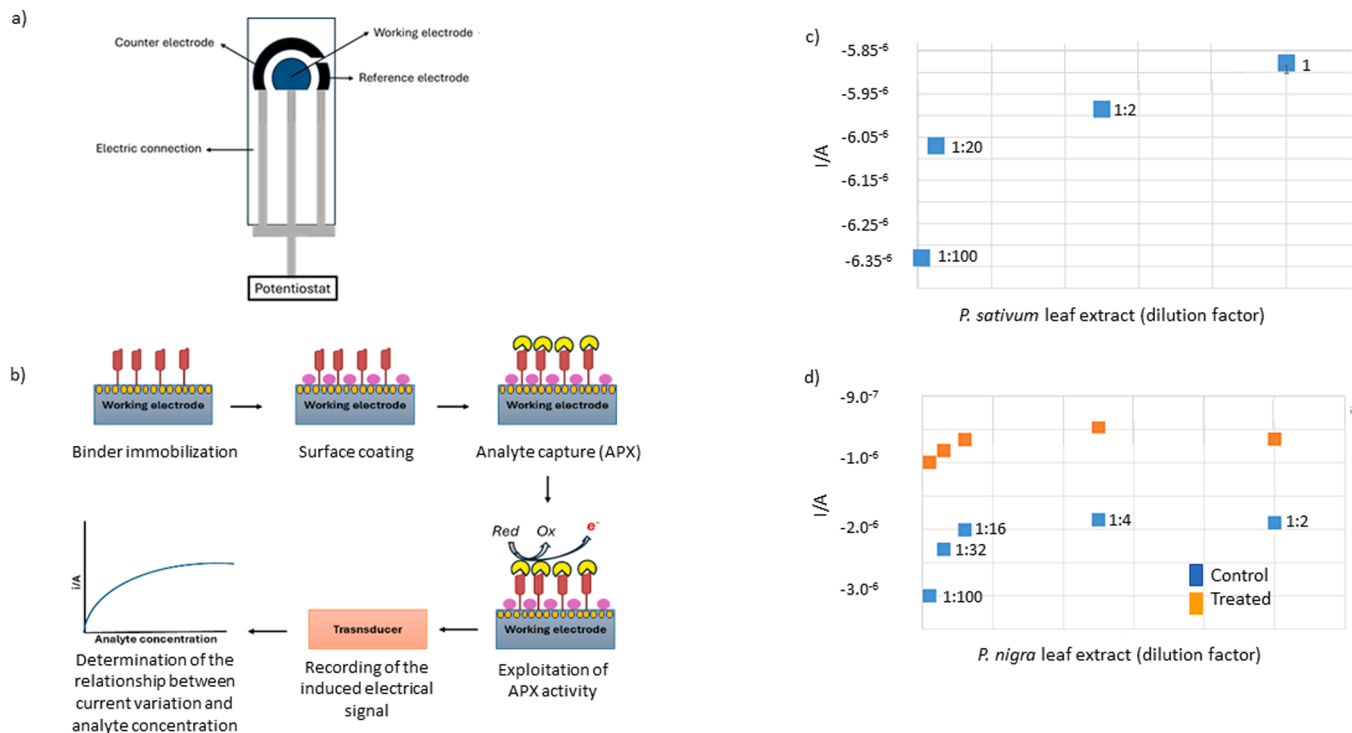 a)
Counter electrode
Working electrode
Reference electrode
Electric connection
Potentiostat
b)
Working electrode
Working electrode
Working electrode
Binder immobilization
Surface coating
Analyte capture (APX)
Red
Ox
e⁻
Working electrode
Exploitation of
APX activity
Trasnsducer
Recording of the
induced electrical
signal
i/A
Analyte concentration
Determination of the
relationship between
current variation and
analyte concentration
c)
-5.85⁻⁶
-5.95⁻⁶
-6.05⁻⁶
-6.15⁻⁶
-6.25⁻⁶
-6.35⁻⁶
I/A
1
1:2
1:20
1:100
P. sativum leaf extract (dilution factor)
d)
-9.0⁻⁷
-1.0⁻⁶
-2.0⁻⁶
-3.0⁻⁶
I/A
1:16
1:4
1:2
1:32
1:100
Control
Treated
P. nigra leaf extract (dilution factor)